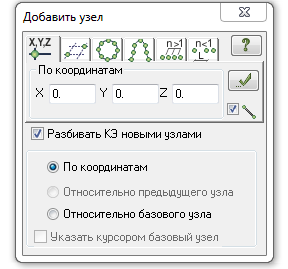 Добавить узел
X,Y,Z n>1 n<1 L ?
По координатам
X 0. Y 0. Z 0.
Разбивать КЭ новыми узлами
По координатам
Относительно предыдущего узла
Относительно базового узла
Указать курсором базовый узел